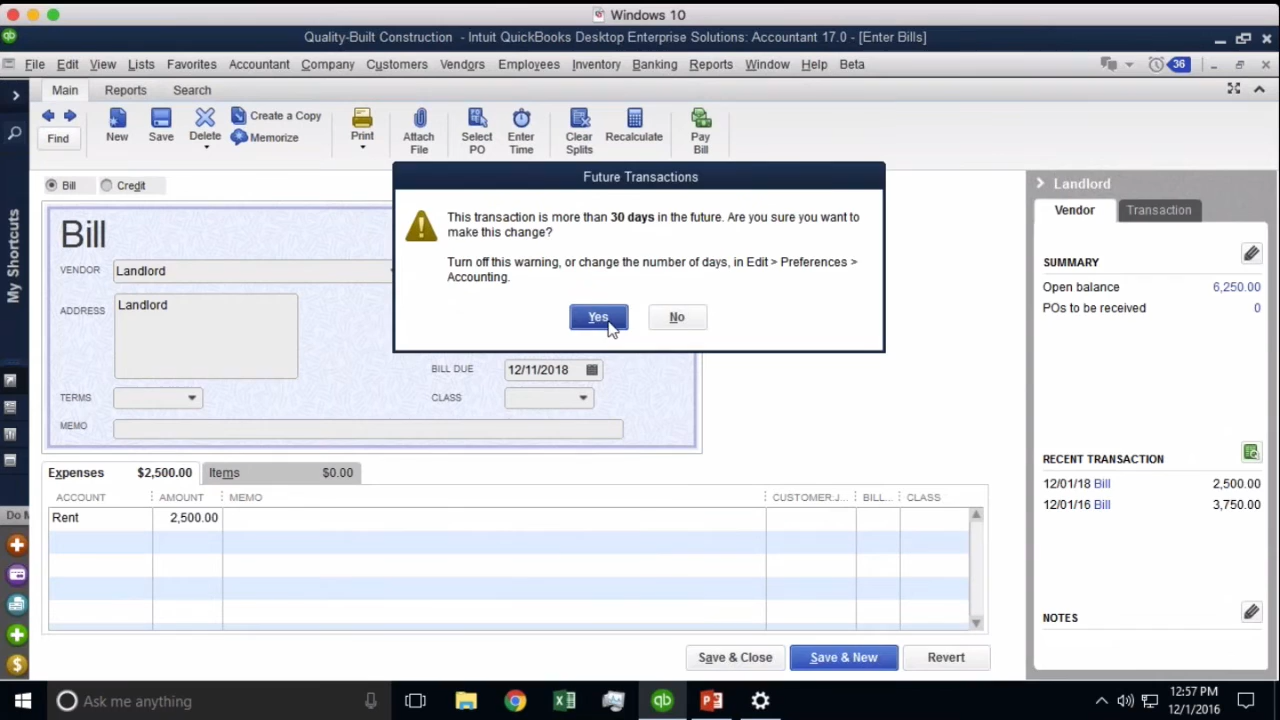 Windows 10
Quality-Built Construction - Intuit QuickBooks Desktop Enterprise Solutions: Accountant 17.0 - [Enter Bills]
File Edit View Lists Favorites Accountant Company Customers Vendors Employees Inventory Banking Reports Window Help Beta 36
Main Reports Search
Find New Save Delete Create a Copy Memorize Print Attach File Select PO Enter Time Clear Splits Recalculate Pay Bill
My Shortcuts
Do M
Bill Credit
Future Transactions
This transaction is more than 30 days in the future. Are you sure you want to
make this change?
Turn off this warning, or change the number of days, in Edit > Preferences >
Accounting.
Yes No
Bill
VENDOR Landlord
ADDRESS Landlord
BILL DUE 12/11/2018
TERMS CLASS
MEMO
Expenses $2,500.00 Items $0.00
ACCOUNT AMOUNT MEMO CUSTOMER:J... BILL... CLASS
Rent 2,500.00
Save & Close Save & New Revert
Landlord
Vendor Transaction
SUMMARY
Open balance 6,250.00
POs to be received 0
RECENT TRANSACTION
12/01/18 Bill 2,500.00
12/01/16 Bill 3,750.00
NOTES
Ask me anything
12:57 PM
12/1/2016